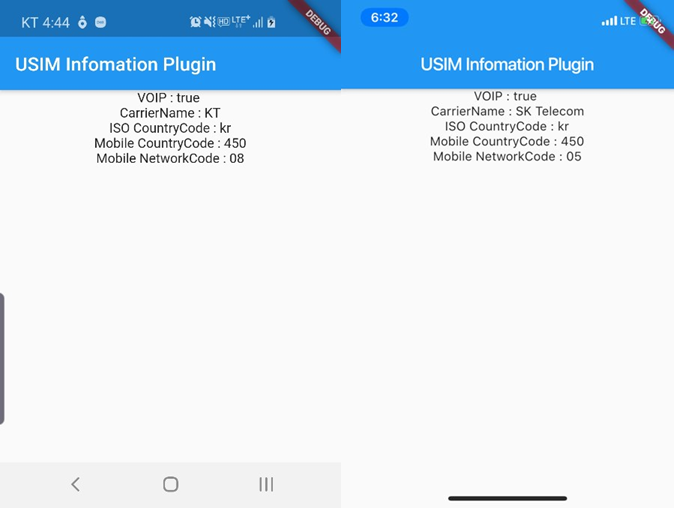 KT 4:44
HD LTE+
DEBUG
USIM Infomation Plugin
VOIP : true
CarrierName : KT
ISO CountryCode : kr
Mobile CountryCode : 450
Mobile NetworkCode : 08
6:32
LTE
DEBUG
USIM Infomation Plugin
VOIP : true
CarrierName : SK Telecom
ISO CountryCode : kr
Mobile CountryCode : 450
Mobile NetworkCode : 05